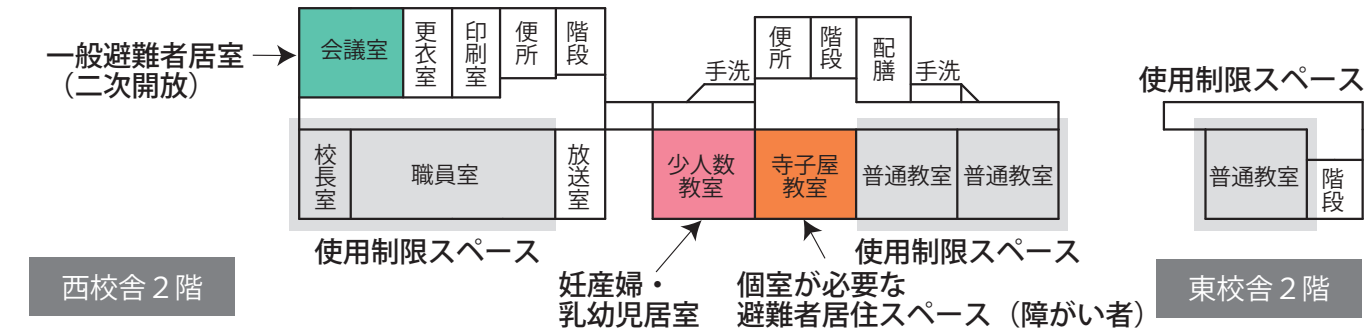 一般避難者居室
（二次開放）
会議室
更衣室
印刷室
便所
階段
手洗
便所
階段
配膳
手洗
使用制限スペース
校長室
職員室
放送室
少人数
教室
寺子屋
教室
普通教室
普通教室
普通教室
階段
使用制限スペース
使用制限スペース
西校舎２階
妊産婦・
乳幼児居室
個室が必要な
避難者居住スペース（障がい者）
東校舎２階